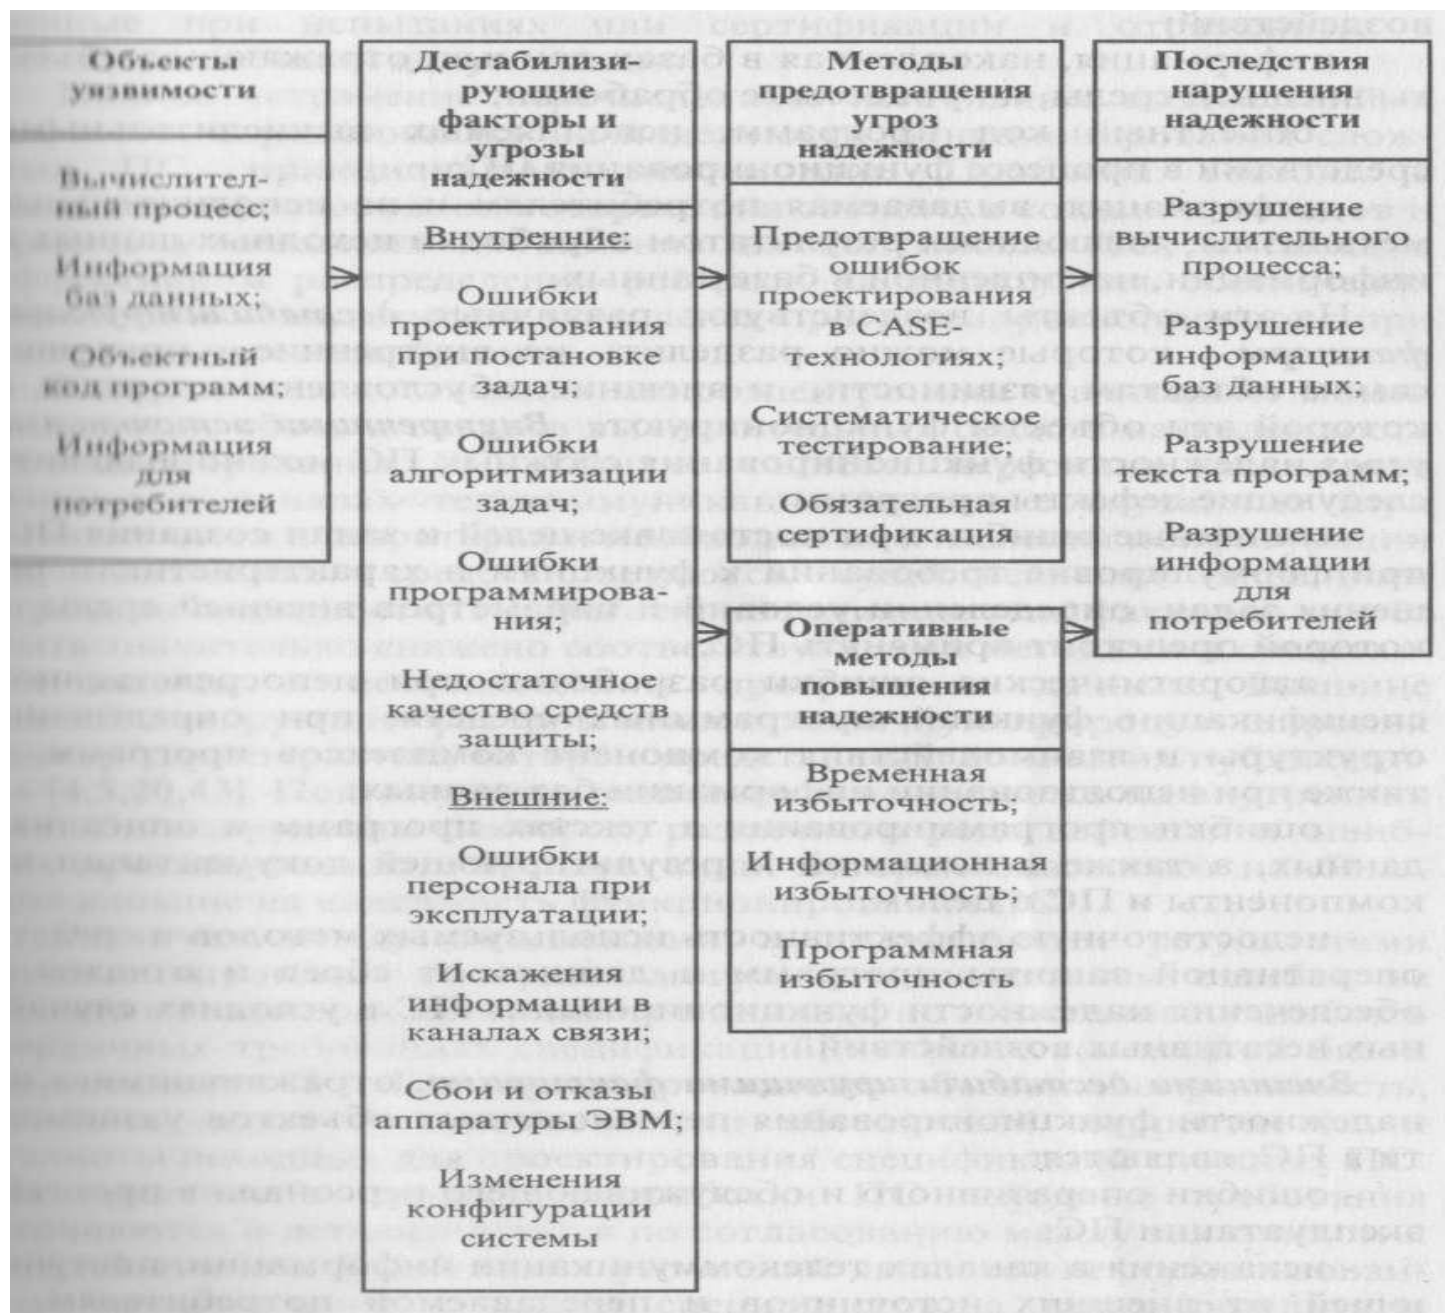 Объекты
уязвимости
Вычислитель-
ный процесс;
Информация
баз данных;
Объектный
код программ;
Информация
для
потребителей
Дестабилизи-
рующие
факторы и
угрозы
надежности
Внутренние:
Ошибки
проектирования
при постановке
задач;
Ошибки
алгоритмизации
задач;
Ошибки
программирова-
ния;
Недостаточное
качество средств
защиты;
Внешние:
Ошибки
персонала при
эксплуатации;
Искажения
информации в
каналах связи;
Сбои и отказы
аппаратуры ЭВМ;
Изменения
конфигурации
системы
Методы
предотвращения
угроз
надежности
Предотвращение
ошибок
проектирования
в CASE-
технологиях;
Систематическое
тестирование;
Обязательная
сертификация
Оперативные
методы
повышения
надежности
Временная
избыточность;
Информационная
избыточность;
Программная
избыточность
Последствия
нарушения
надежности
Разрушение
вычислительного
процесса;
Разрушение
информации
баз данных;
Разрушение
текста программ;
Разрушение
информации
для
потребителей